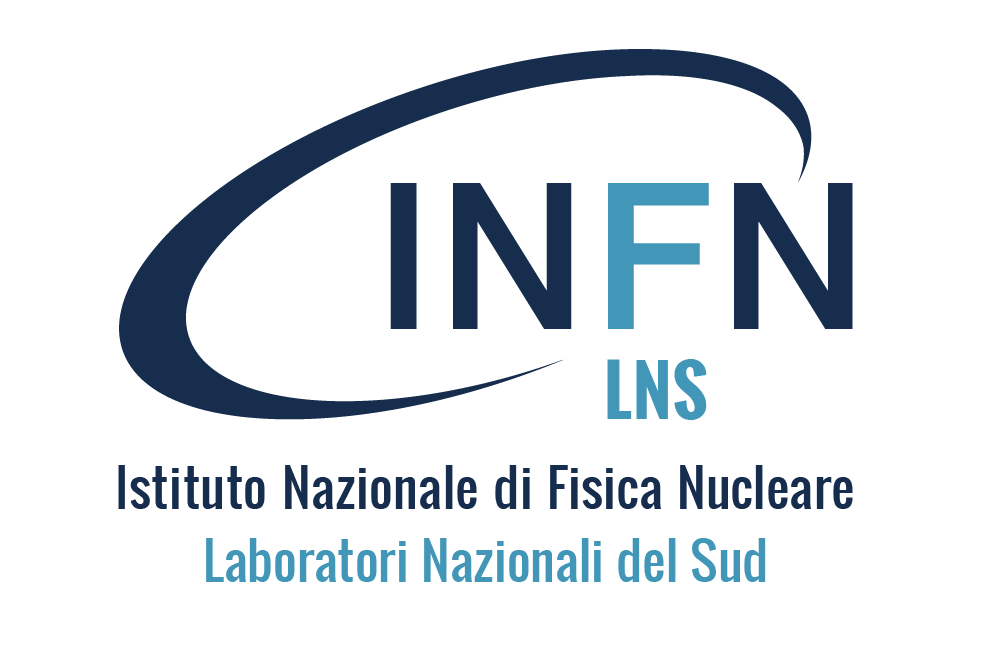 INFN
LNS
Istituto Nazionale di Fisica Nucleare
Laboratori Nazionali del Sud